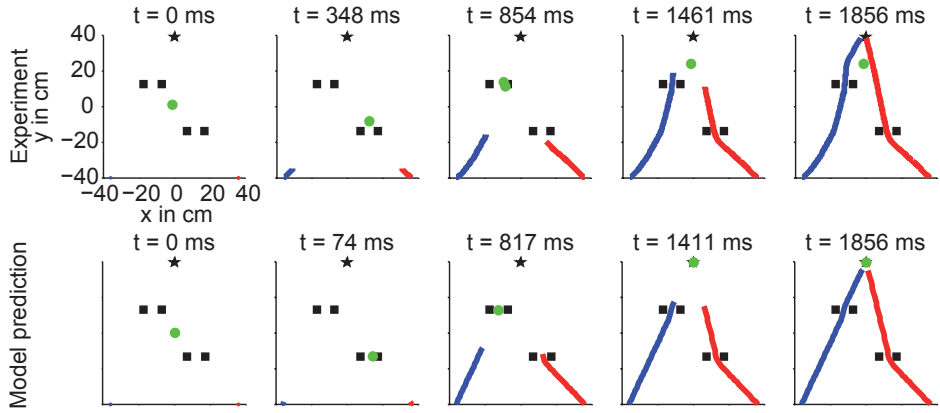 t = 0 ms t = 348 ms t = 854 ms t = 1461 ms t = 1856 ms
Experiment
y in cm
40
20
0
−20
−40
−40 −20 0 20 40
x in cm
t = 0 ms t = 74 ms t = 817 ms t = 1411 ms t = 1856 ms
Model prediction